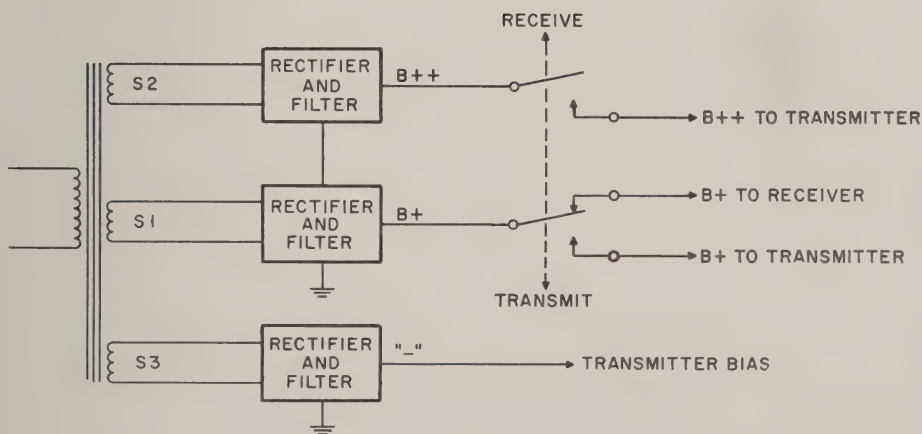 RECEIVE
S2
RECTIFIER
AND
FILTER
B++
B++ TO TRANSMITTER
S1
RECTIFIER
AND
FILTER
B+
B+ TO RECEIVER
B+ TO TRANSMITTER
TRANSMIT
S3
RECTIFIER
AND
FILTER
"–"
TRANSMITTER BIAS